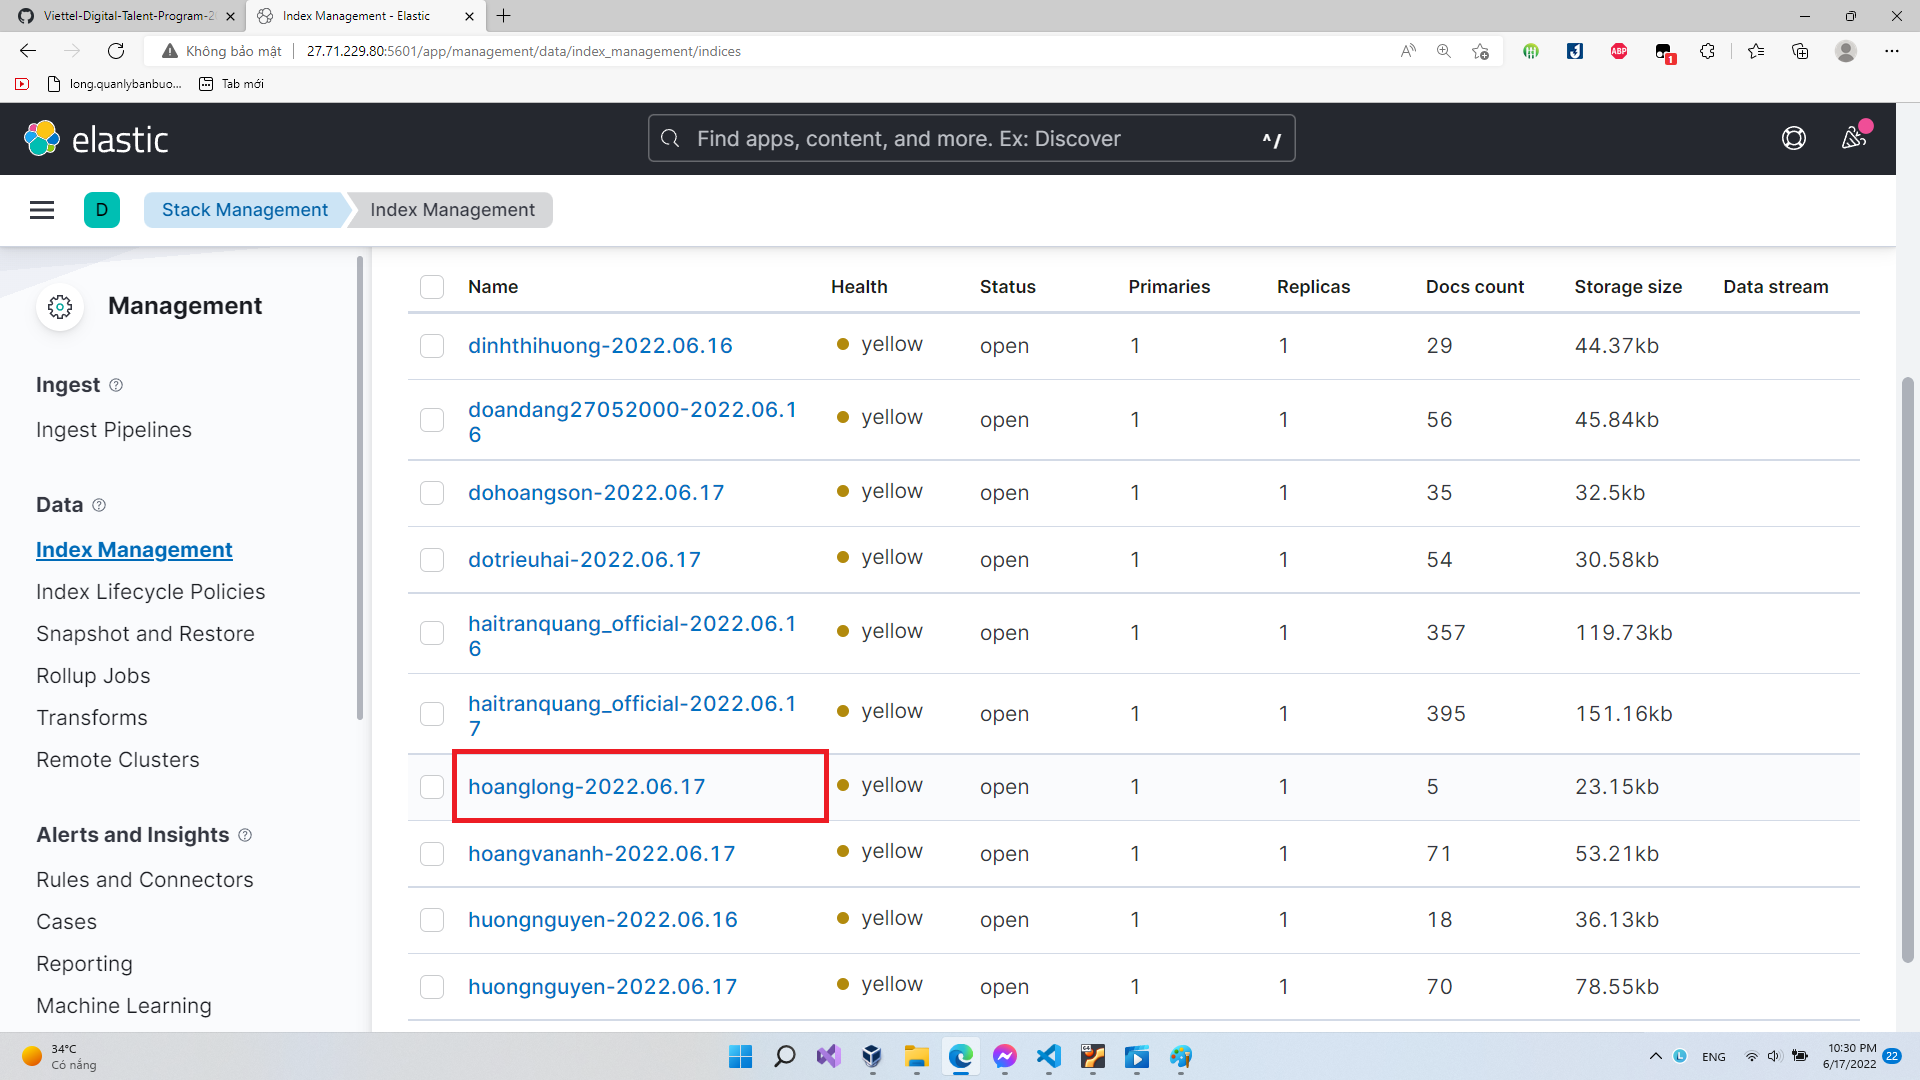 Viettel-Digital-Talent-Program-2
Index Management - Elastic
Không bảo mật
27.71.229.80:5601/app/management/data/index_management/indices
ABP
1
long.quanlybanbuo...
Tab mới
elastic
Find apps, content, and more. Ex: Discover
^/
D
Stack Management
Index Management
Management
Ingest
Ingest Pipelines
Data
Index Management
Index Lifecycle Policies
Snapshot and Restore
Rollup Jobs
Transforms
Remote Clusters
Alerts and Insights
Rules and Connectors
Cases
Reporting
Machine Learning
Name Health Status Primaries Replicas Docs count Storage size Data stream
dinhthihuong-2022.06.16 yellow open 1 1 29 44.37kb
doandang27052000-2022.06.1
6 yellow open 1 1 56 45.84kb
dohoangson-2022.06.17 yellow open 1 1 35 32.5kb
dotrieuhai-2022.06.17 yellow open 1 1 54 30.58kb
haitranquang_official-2022.06.1
6 yellow open 1 1 357 119.73kb
haitranquang_official-2022.06.1
7 yellow open 1 1 395 151.16kb
hoanglong-2022.06.17 yellow open 1 1 5 23.15kb
hoangvananh-2022.06.17 yellow open 1 1 71 53.21kb
huongnguyen-2022.06.16 yellow open 1 1 18 36.13kb
huongnguyen-2022.06.17 yellow open 1 1 70 78.55kb
34°C
Có nắng
ENG
10:30 PM
6/17/2022
22